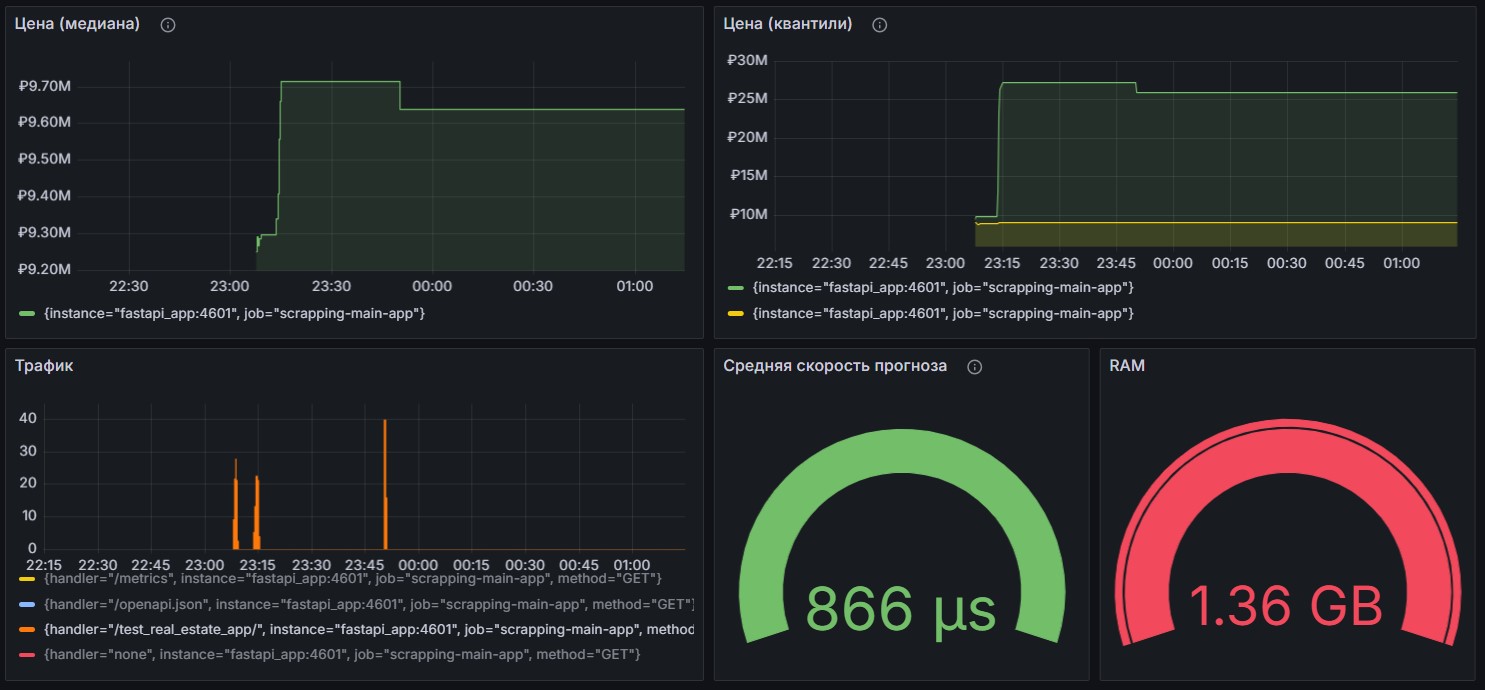 Цена (медиана)
₽9.70M
₽9.60M
₽9.50M
₽9.40M
₽9.30M
₽9.20M
22:30 23:00 23:30 00:00 00:30 01:00
{instance="fastapi_app:4601", job="scrapping-main-app"}
Цена (квантили)
₽30M
₽25M
₽20M
₽15M
₽10M
22:15 22:30 22:45 23:00 23:15 23:30 23:45 00:00 00:15 00:30 00:45 01:00
{instance="fastapi_app:4601", job="scrapping-main-app"}
{instance="fastapi_app:4601", job="scrapping-main-app"}
Трафик
40
30
20
10
0
22:15 22:30 22:45 23:00 23:15 23:30 23:45 00:00 00:15 00:30 00:45 01:00
{handler="/metrics", instance="fastapi_app:4601", job="scrapping-main-app", method="GET"}
{handler="/openapi.json", instance="fastapi_app:4601", job="scrapping-main-app", method="GET"}
{handler="/test_real_estate_app/", instance="fastapi_app:4601", job="scrapping-main-app", method
{handler="none", instance="fastapi_app:4601", job="scrapping-main-app", method="GET"}
Средняя скорость прогноза
866 µs
RAM
1.36 GB